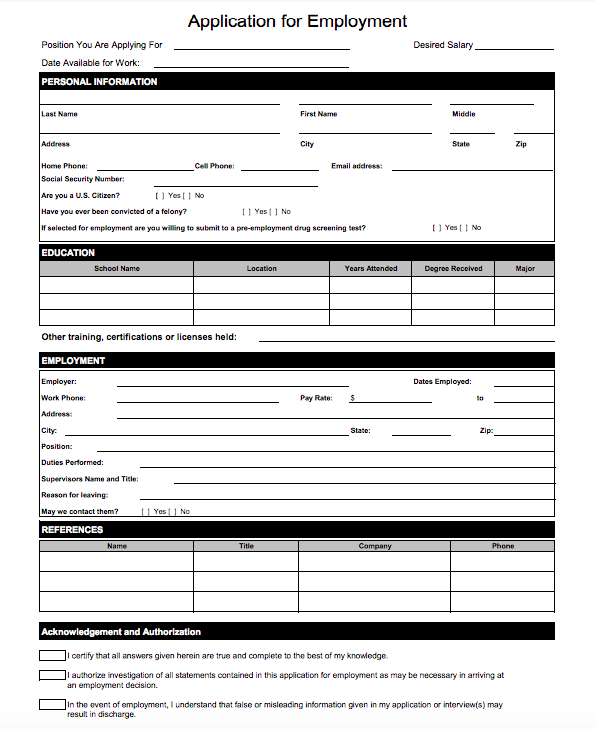 Application for Employment
Position You Are Applying For Desired Salary
Date Available for Work:
PERSONAL INFORMATION
Last Name First Name Middle
Address City State Zip
Home Phone: Cell Phone: Email address:
Social Security Number:
Are you a U.S. Citizen? [ ] Yes [ ] No
Have you ever been convicted of a felony? [ ] Yes [ ] No
If selected for employment are you willing to submit to a pre-employment drug screening test? [ ] Yes [ ] No
EDUCATION
School Name Location Years Attended Degree Received Major
Other training, certifications or licenses held:
EMPLOYMENT
Employer: Dates Employed:
Work Phone: Pay Rate: $ to
Address:
City: State: Zip:
Position:
Duties Performed:
Supervisors Name and Title:
Reason for leaving:
May we contact them? [ ] Yes [ ] No
REFERENCES
Name Title Company Phone
Acknowledgement and Authorization
I certify that all answers given herein are true and complete to the best of my knowledge.
I authorize investigation of all statements contained in this application for employment as may be necessary in arriving at
an employment decision.
In the event of employment, I understand that false or misleading information given in my application or interview(s) may
result in discharge.